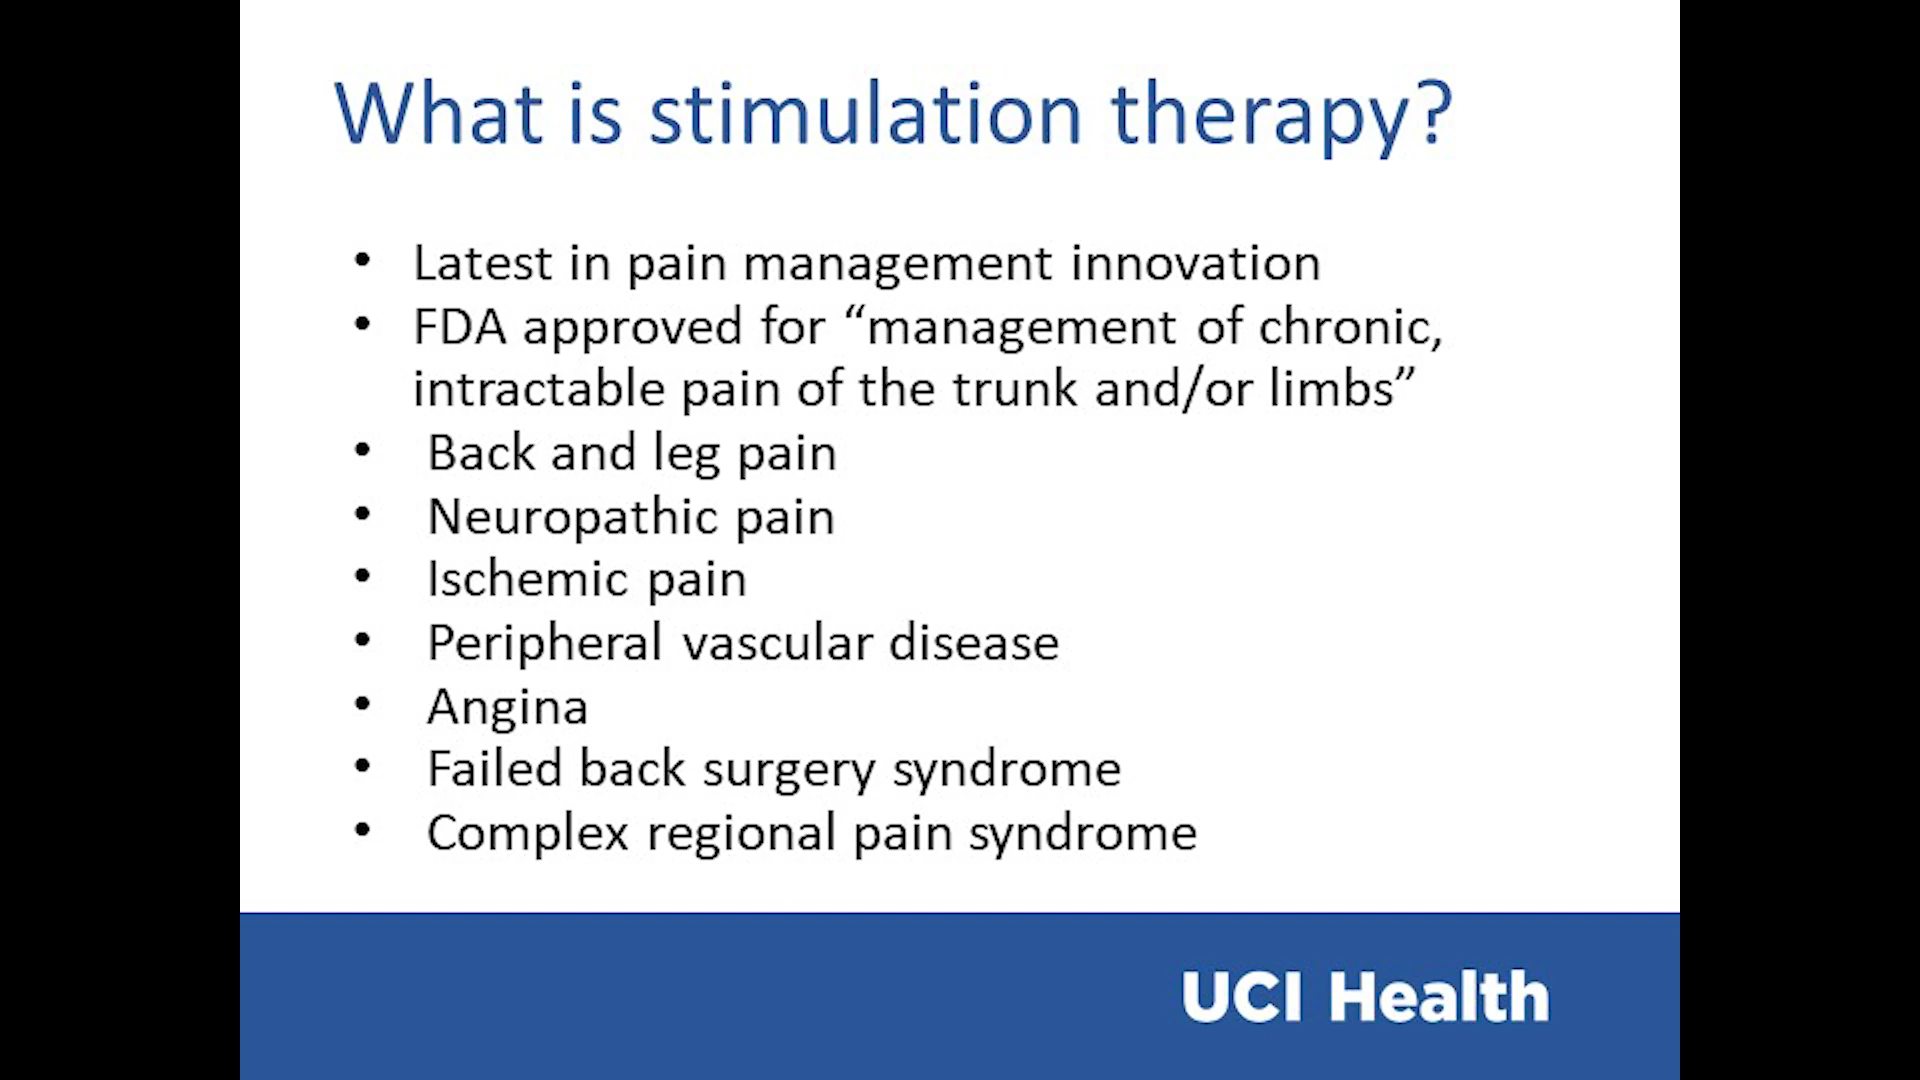 What is stimulation therapy?
• Latest in pain management innovation
• FDA approved for “management of chronic,
intractable pain of the trunk and/or limbs”
• Back and leg pain
• Neuropathic pain
• Ischemic pain
• Peripheral vascular disease
• Angina
• Failed back surgery syndrome
• Complex regional pain syndrome
UCI Health